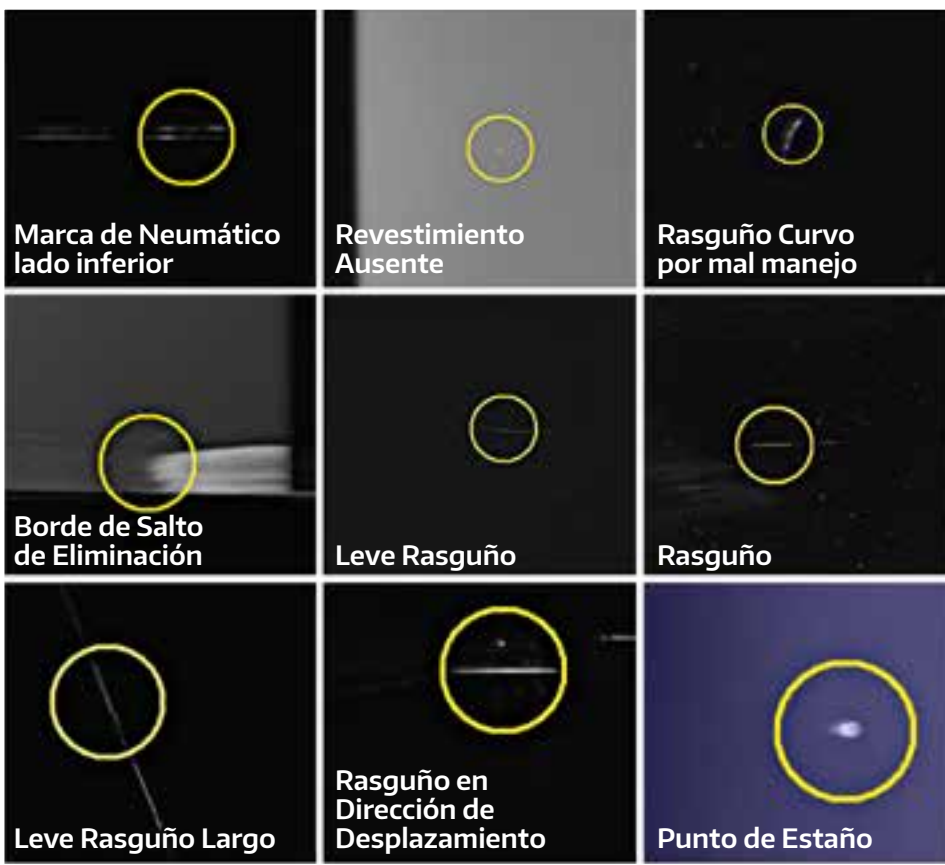 Marca de Neumático
lado inferior
Revestimiento
Ausente
Rasguño Curvo
por mal manejo
Borde de Salto
de Eliminación
Leve Rasguño
Rasguño
Leve Rasguño Largo
Rasguño en
Dirección de
Desplazamiento
Punto de Estaño